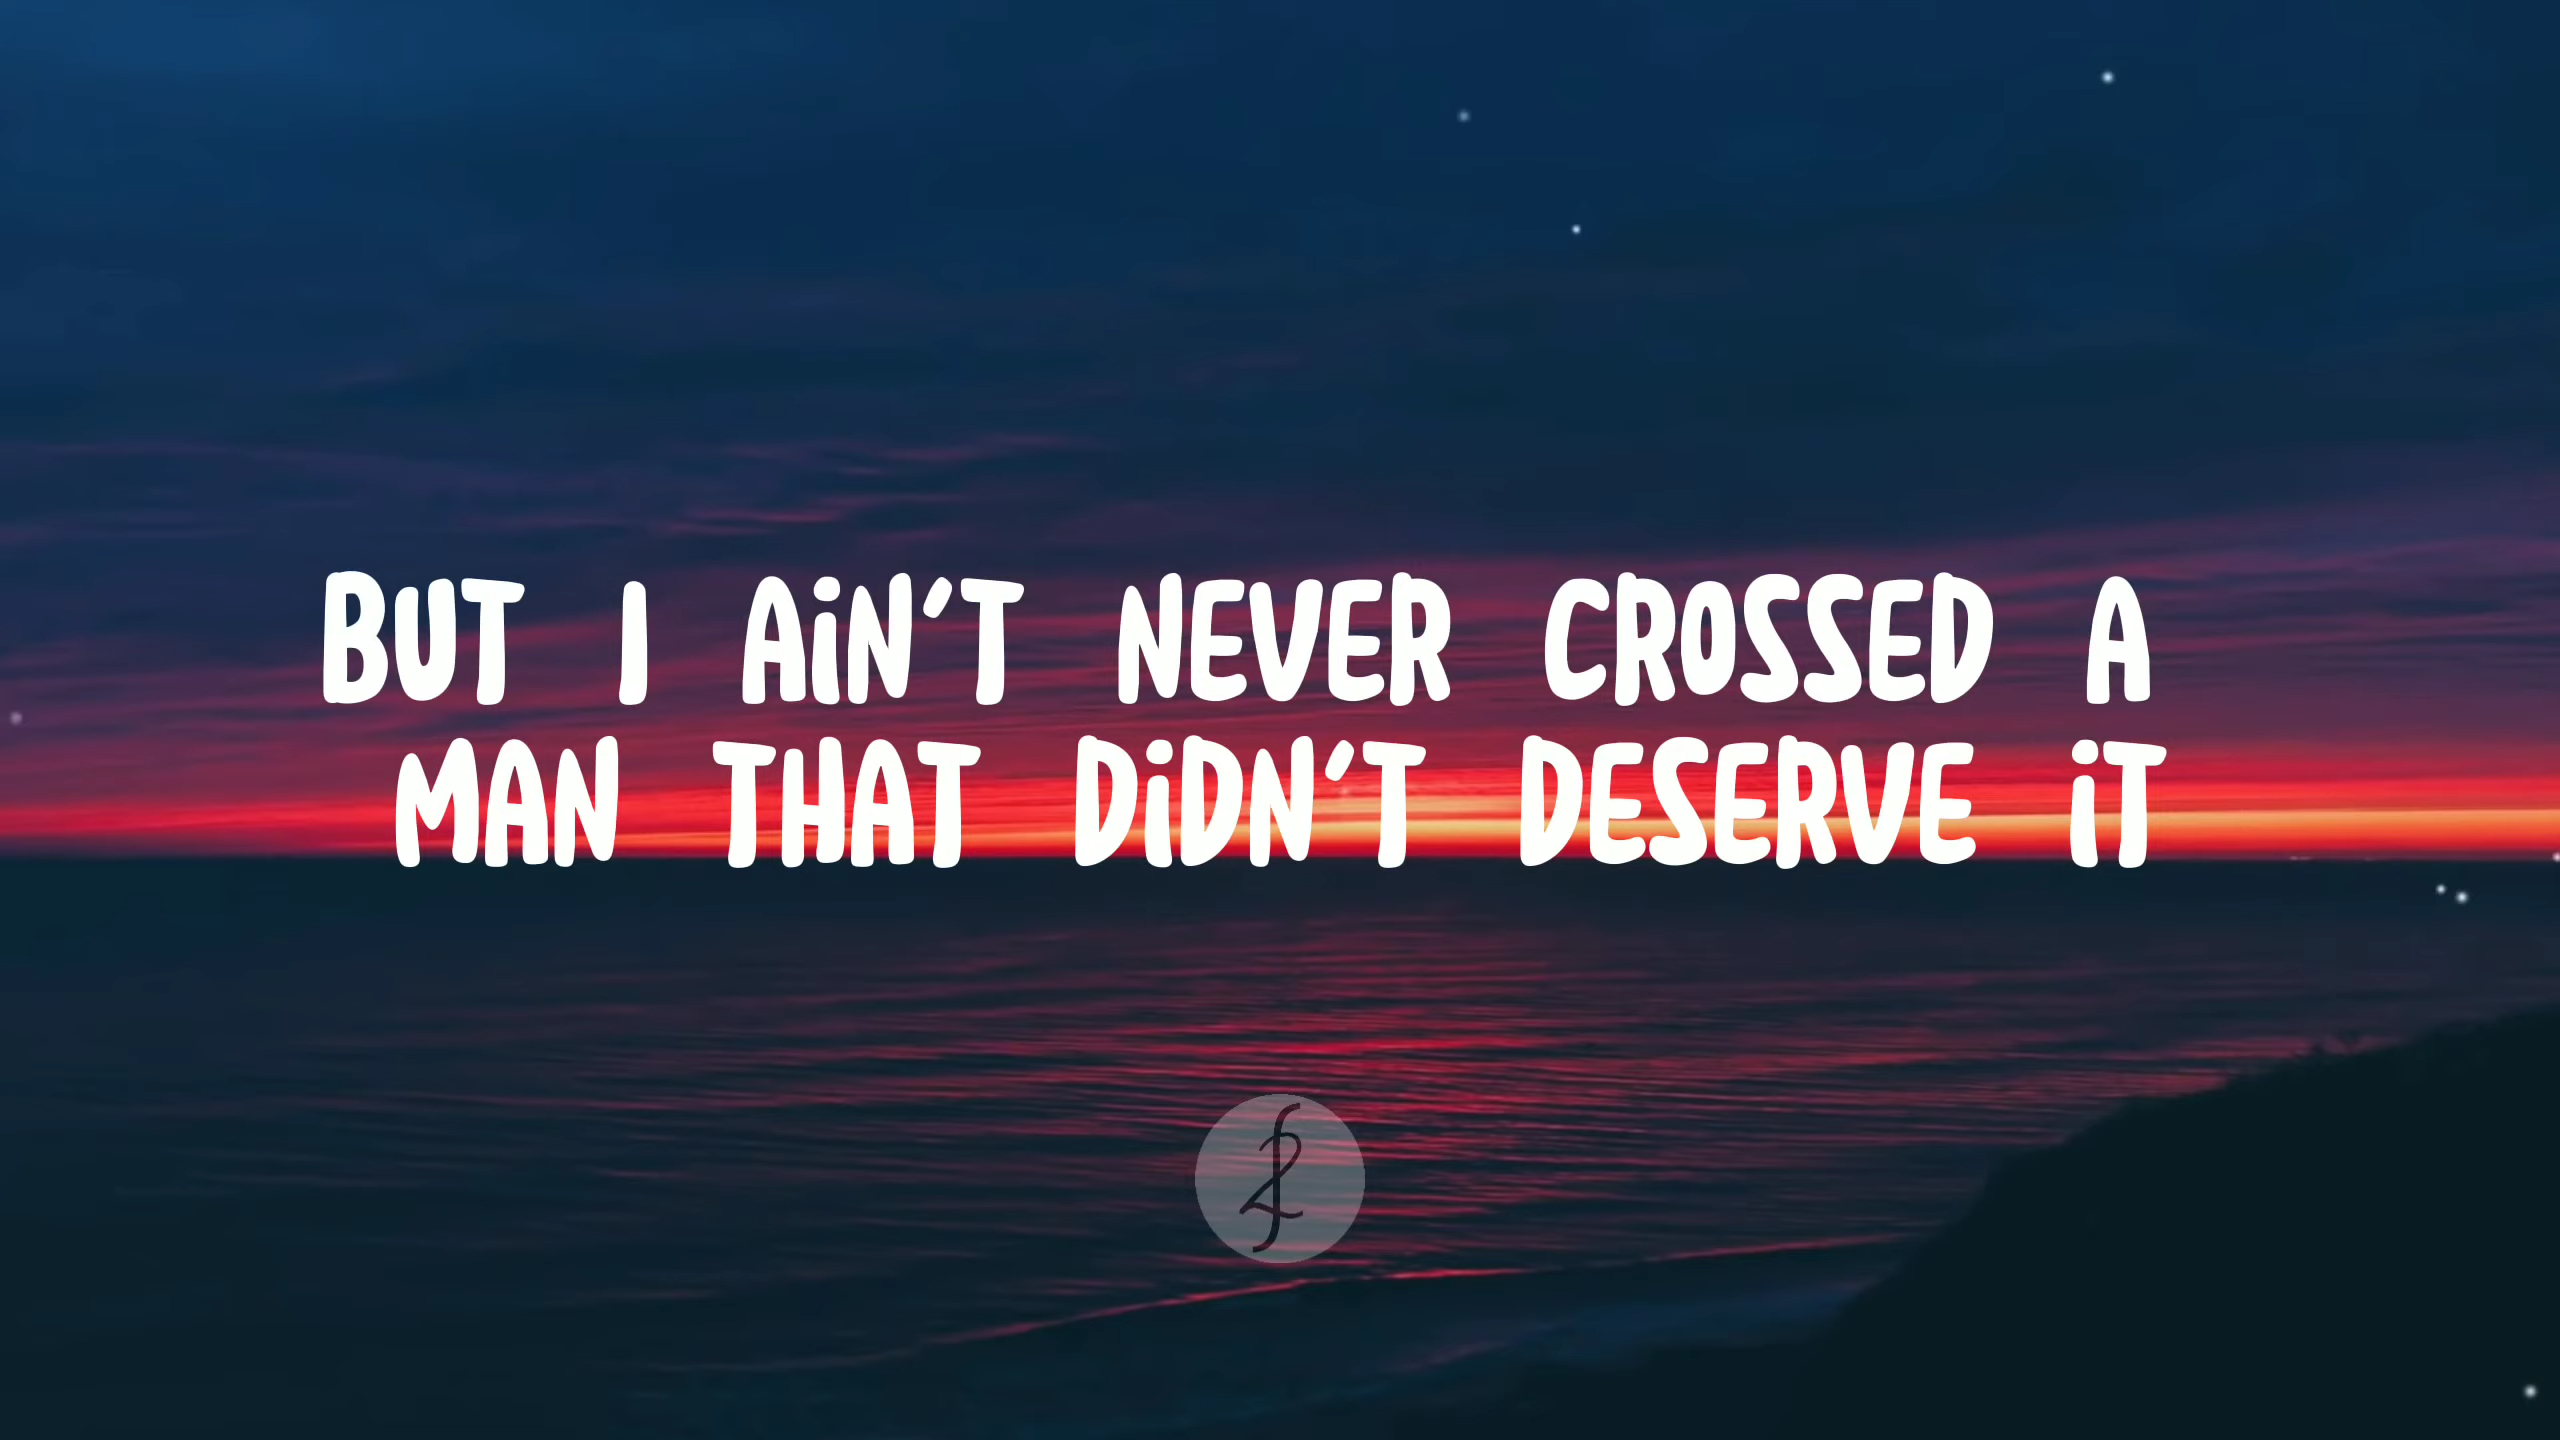 BUT I AiN'T NEVER CROSSED A
MAN THAT DiDN'T DESERVE iT